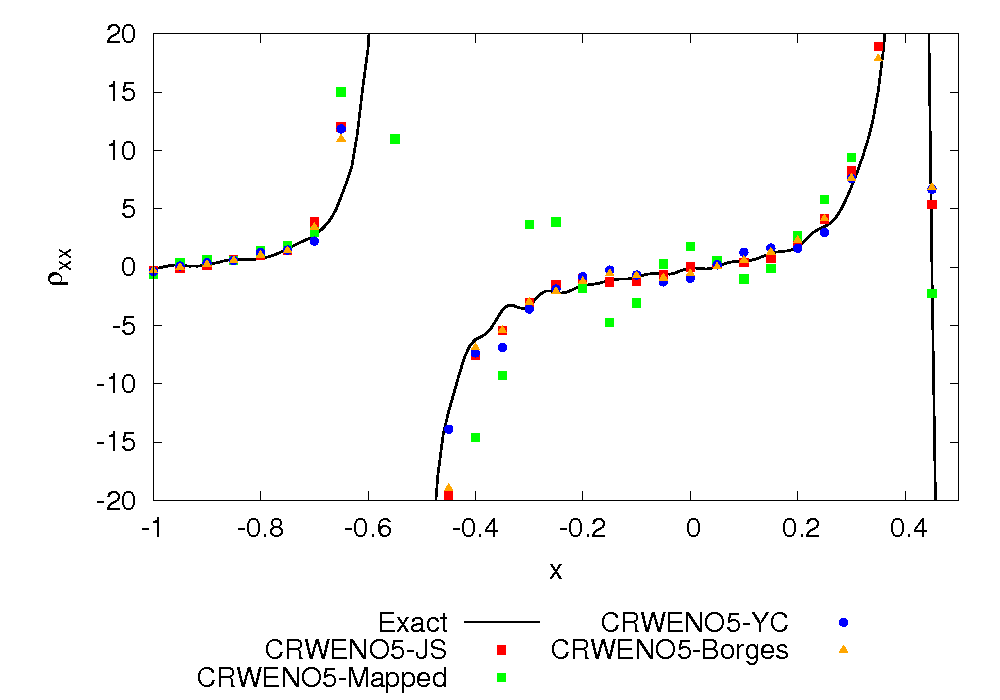 20
15
10
5
0
-5
-10
-15
-20
ρxx
-1 -0.8 -0.6 -0.4 -0.2 0 0.2 0.4
x
Exact CRWENO5-YC
CRWENO5-JS CRWENO5-Borges
CRWENO5-Mapped